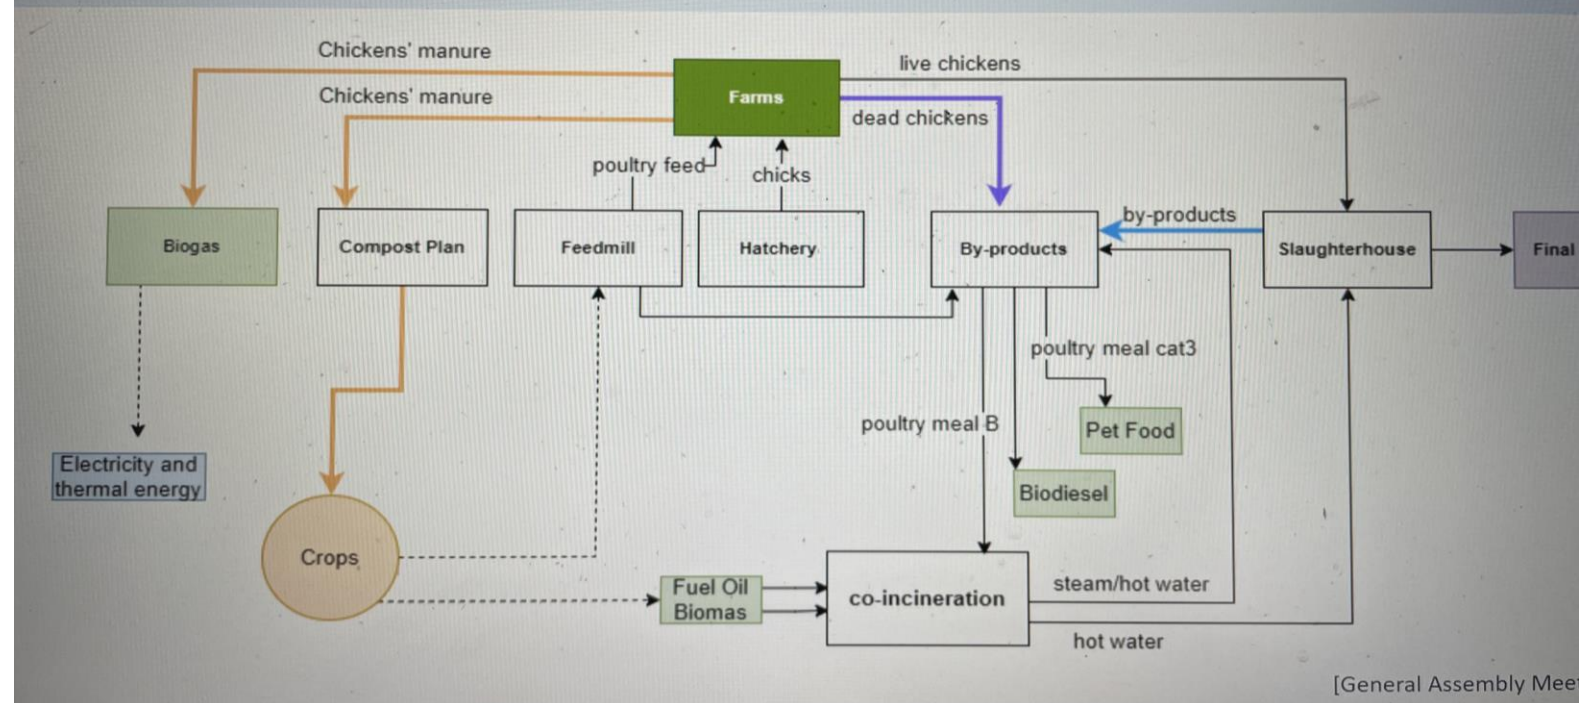 Chickens' manure
live chickens
Chickens' manure
Farms
dead chickens
poultry feed
chicks
by-products
Biogas
Compost Plan
Feedmill
Hatchery
By-products
Slaughterhouse
Final
poultry meal cat3
poultry meal B
Pet Food
Electricity and
thermal energy
Biodiesel
Crops
Fuel Oil
Biomas
co-incineration
steam/hot water
hot water
[General Assembly Mee